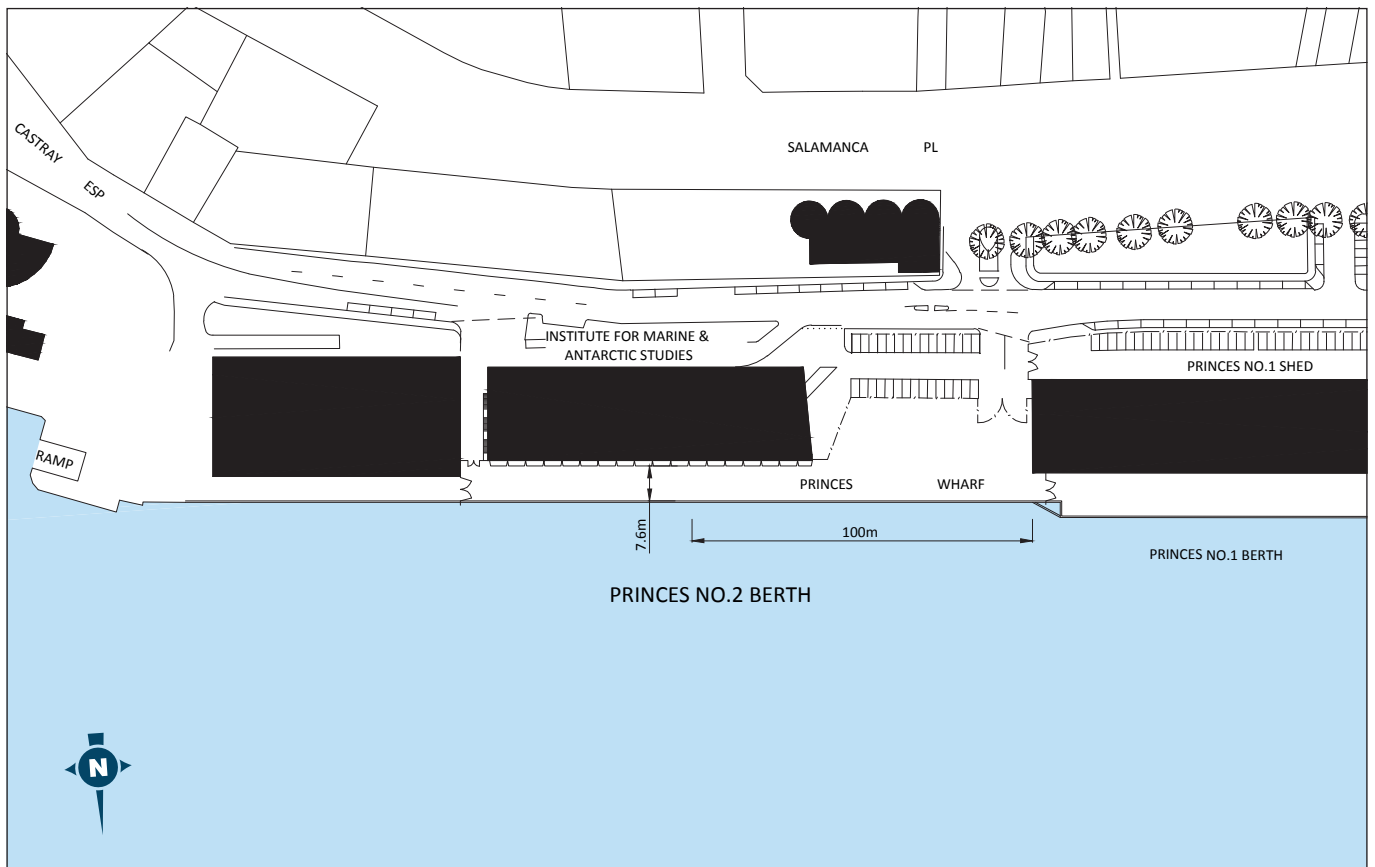 CASTRAY
ESP
SALAMANCA PL
INSTITUTE FOR MARINE &
ANTARCTIC STUDIES
PRINCES NO.1 SHED
RAMP
PRINCES WHARF
7.6m
100m
PRINCES NO.1 BERTH
PRINCES NO.2 BERTH
N